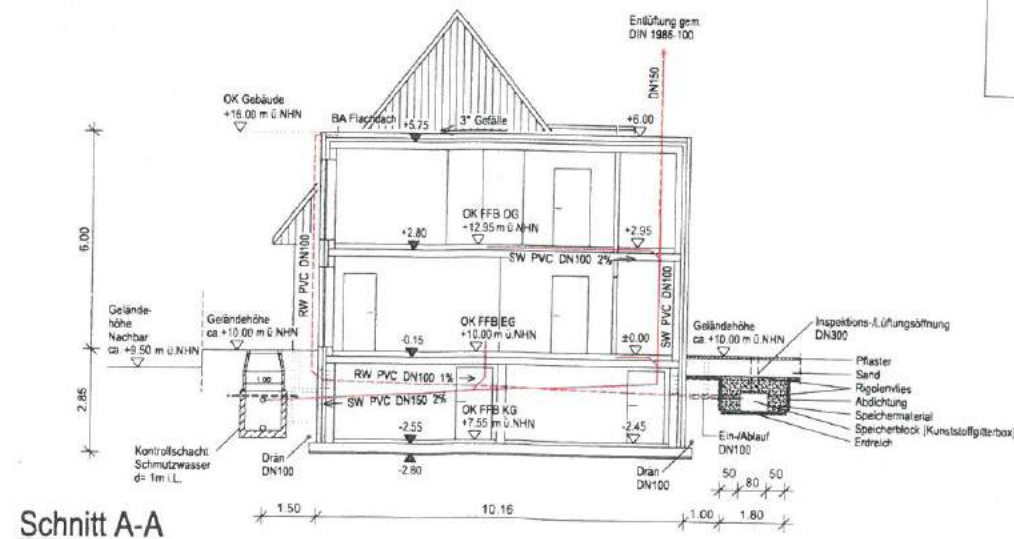 Entlüftung gem.
DIN 1986-100
DN150
OK Gebäude
+16.00 m ü.NHN
BA Flachdach
+5.75
3° Gefälle
+6.00
6.00
2.85
RW PVC DN100
OK FFB DG
+12.95 m ü.NHN
+2.80
+2.95
SW PVC DN100 2%
SW PVC DN100
Gelände-
höhe
Nachbar
ca. +9.50 m ü.NHN
Geländehöhe
ca +10.00 m ü.NHN
OK FFB EG
+10.00 m ü.NHN
-0.15
±0.00
Geländehöhe
ca. +10.00 m ü.NHN
Inspektions-/Lüftungsöffnung
DN300
Pflaster
Sand
Rigolenvlies
Abdichtung
Speichermaterial
Speicherblock [Kunststoffgitterbox]
Erdreich
1.00
RW PVC DN100 1%
SW PVC DN150 2%
OK FFB KG
+7.55 m ü.NHN
-2.55
-2.45
-2.80
Ein-/Ablauf
DN100
Kontrollschacht
Schmutzwasser
d= 1m i.L.
Drän
DN100
Drän
DN100
50
80
50
1.50
10.16
1.00
1.80
Schnitt A-A